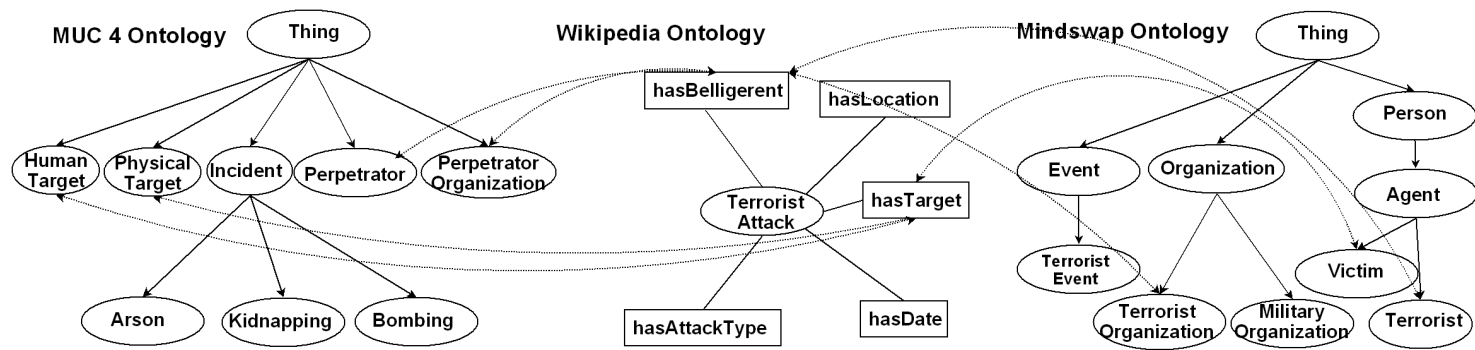 MUC 4 Ontology
Thing
Human
Target
Physical
Target
Incident
Perpetrator
Perpetrator
Organization
Arson
Kidnapping
Bombing
Wikipedia Ontology
hasBelligerent
hasLocation
Terrorist
Attack
hasTarget
hasAttackType
hasDate
Mindswap Ontology
Thing
Person
Event
Organization
Agent
Terrorist
Event
Victim
Terrorist
Organization
Military
Organization
Terrorist